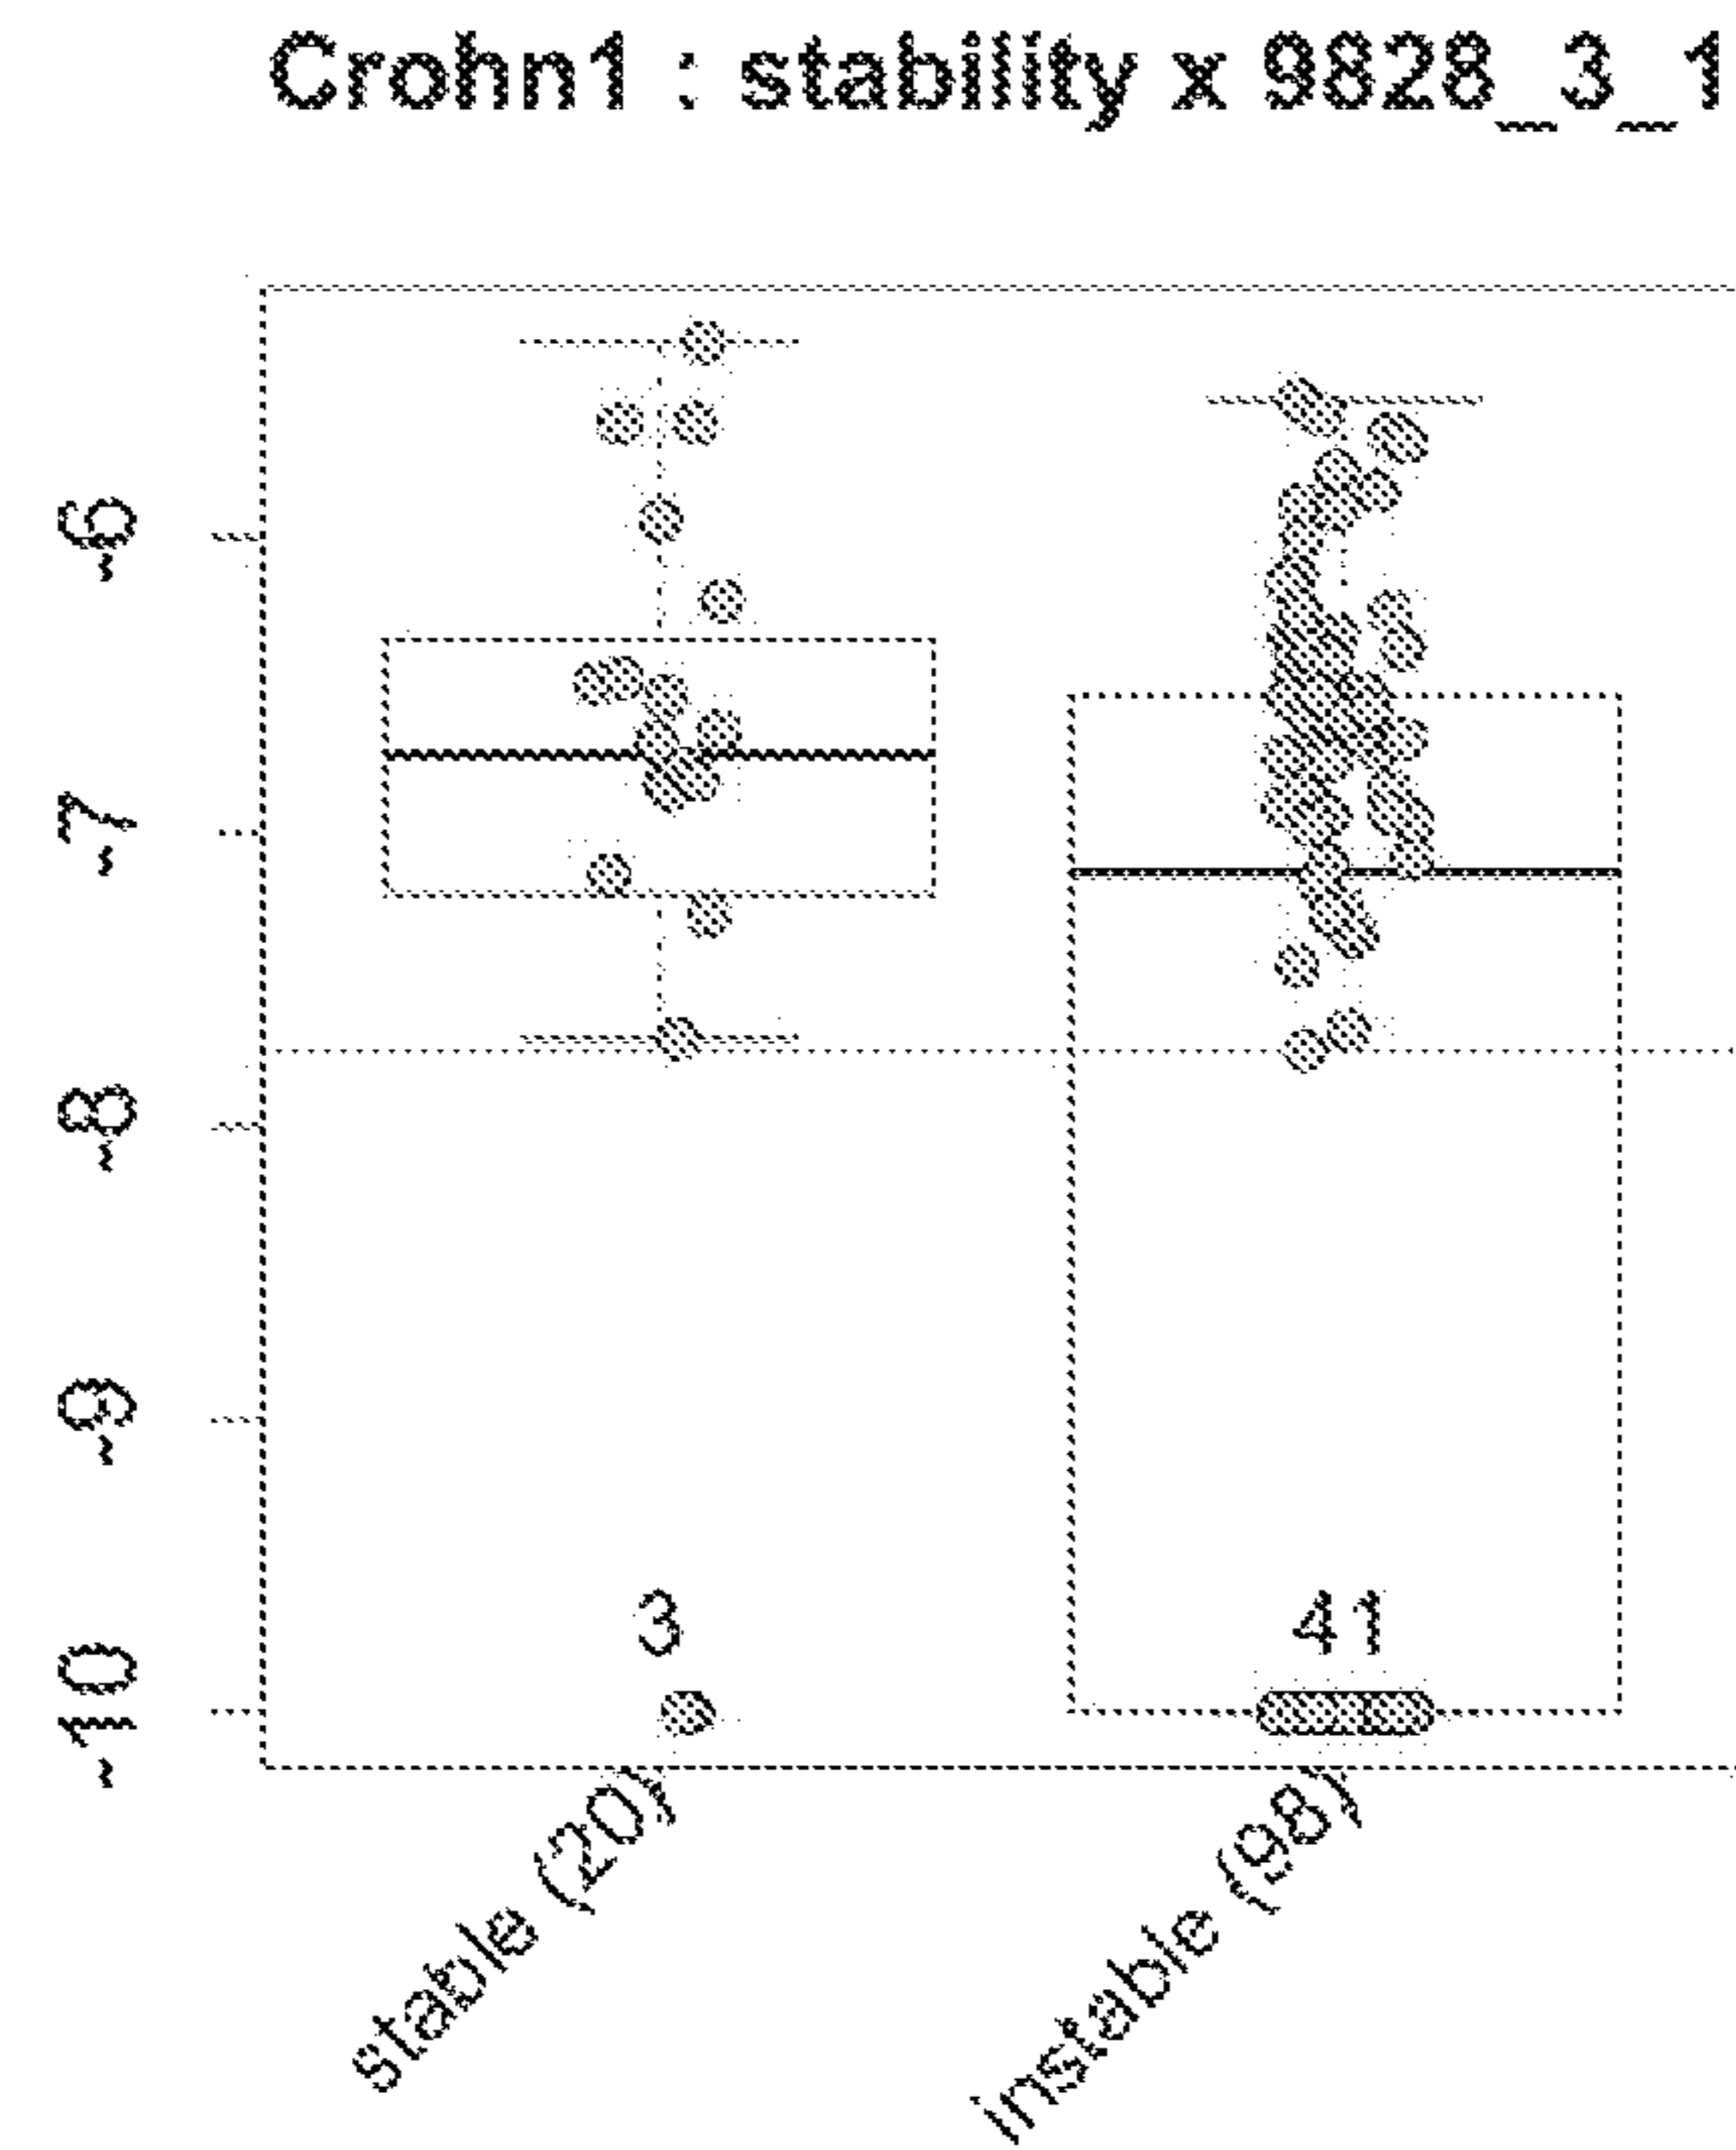 Crohn1 : stability x 9828_3_1
-6
-7
-8
-9
-10
3
41
stable (20)
instable (98)